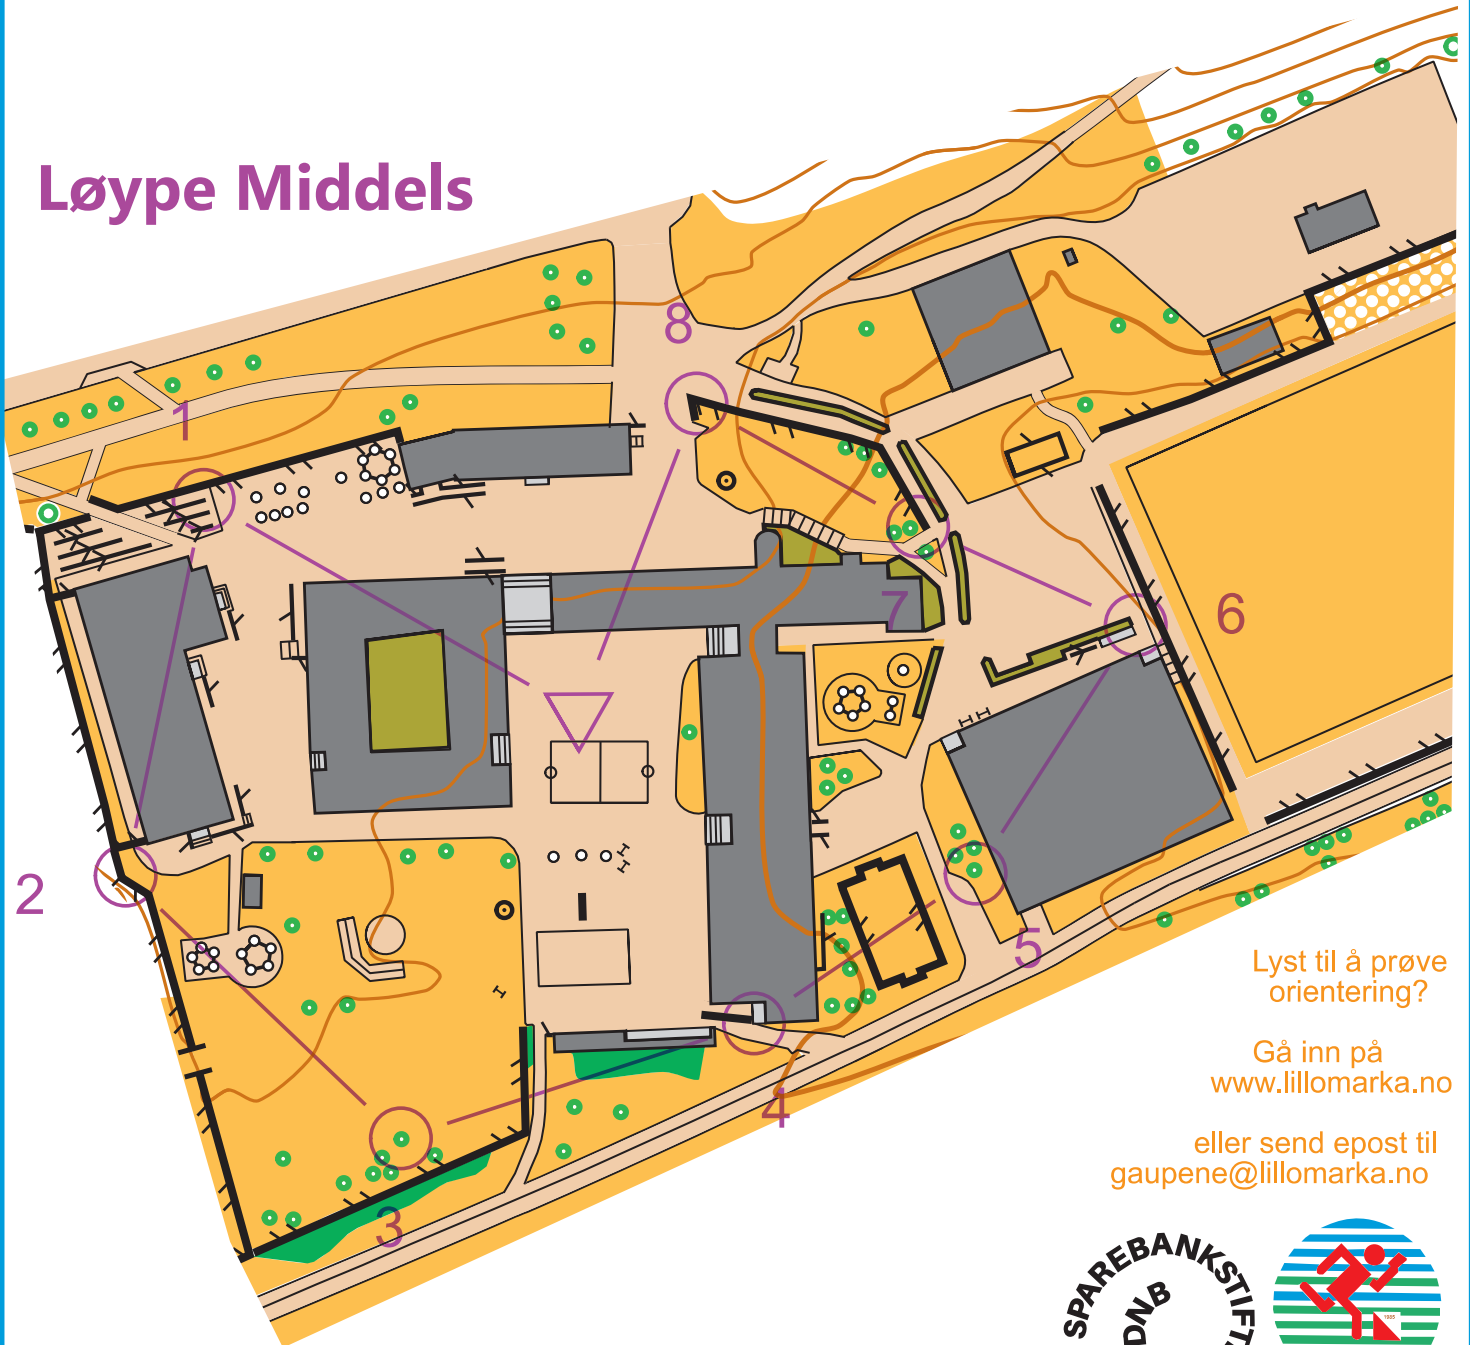 Løype Middels
8
1
7
6
2
5
4
3
Lyst til å prøve
orientering?
Gå inn på
www.lillomarka.no
eller send epost til
gaupene@lillomarka.no
DNB
1985